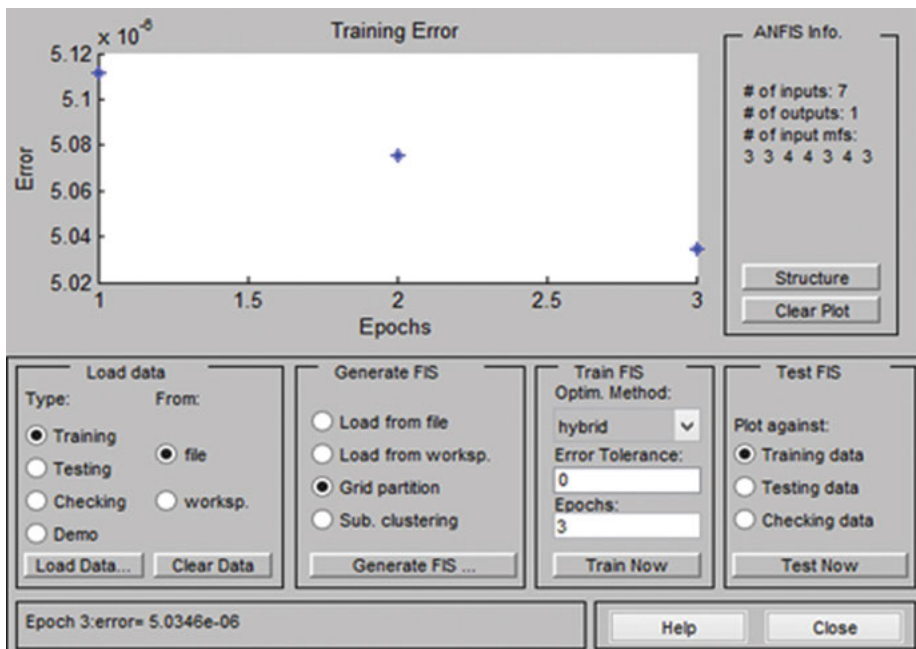 Training Error
× 10⁻⁶
5.12
5.1
5.08
5.06
5.04
5.02
Error
1
1.5
2
2.5
3
Epochs
ANFIS Info.
# of inputs: 7
# of outputs: 1
# of input mfs:
3 3 4 4 3 4 3
Structure
Clear Plot
Load data
Type:
From:
Training
Testing
Checking
Demo
file
worksp.
Load Data...
Clear Data
Generate FIS
Load from file
Load from worksp.
Grid partition
Sub. clustering
Generate FIS ...
Train FIS
Optim. Method:
hybrid
Error Tolerance:
0
Epochs:
3
Train Now
Test FIS
Plot against:
Training data
Testing data
Checking data
Test Now
Epoch 3:error= 5.0346e-06
Help
Close